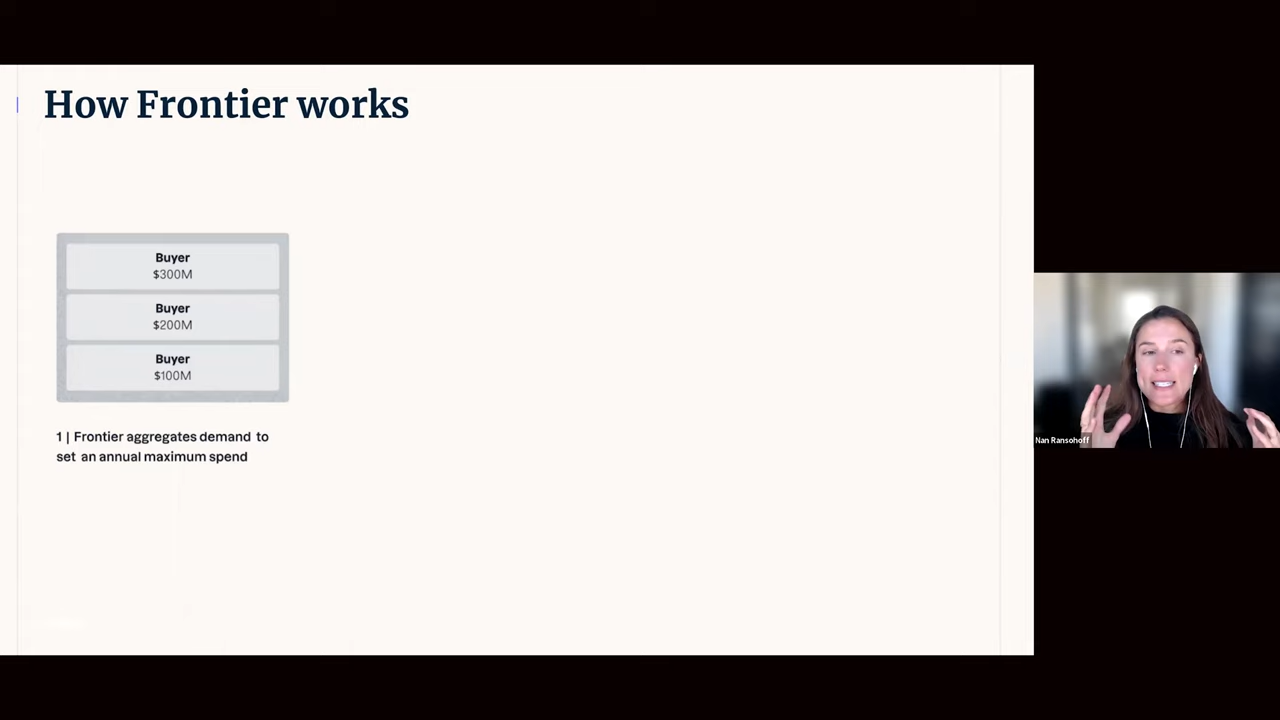 How Frontier works
Buyer
$300M
Buyer
$200M
Buyer
$100M
1 | Frontier aggregates demand to
set an annual maximum spend
Nan Ransohoff